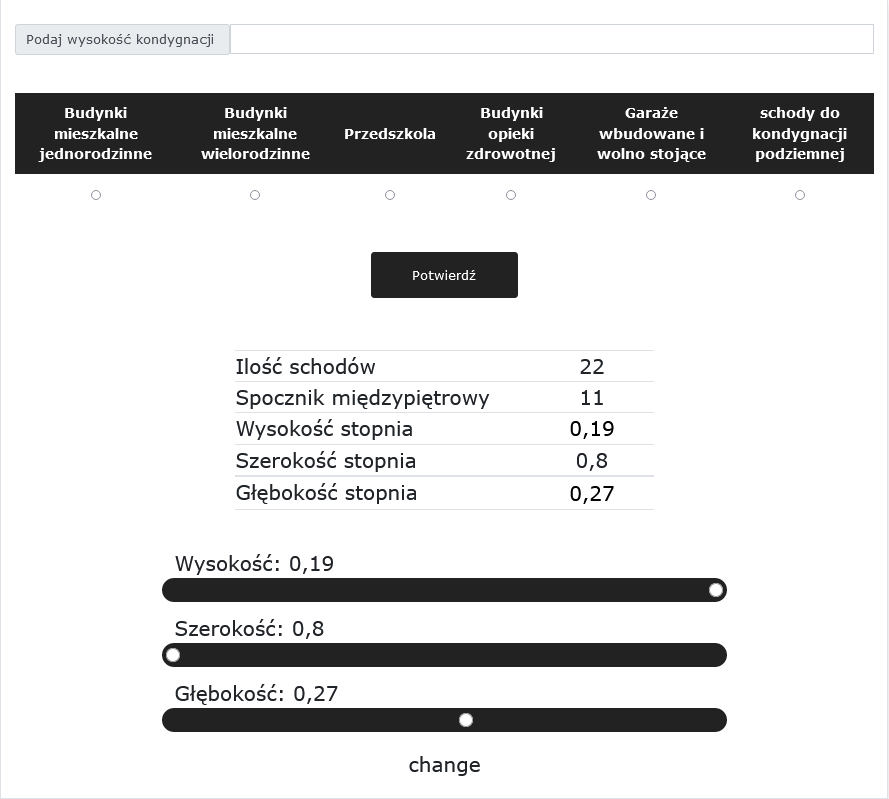 Podaj wysokość kondygnacji
Budynki mieszkalne jednorodzinne
Budynki mieszkalne wielorodzinne
Przedszkola
Budynki opieki zdrowotnej
Garaże wbudowane i wolno stojące
schody do kondygnacji podziemnej
Potwierdź
Ilość schodów 22
Spocznik międzypiętrowy 11
Wysokość stopnia 0,19
Szerokość stopnia 0,8
Głębokość stopnia 0,27
Wysokość: 0,19
Szerokość: 0,8
Głębokość: 0,27
change